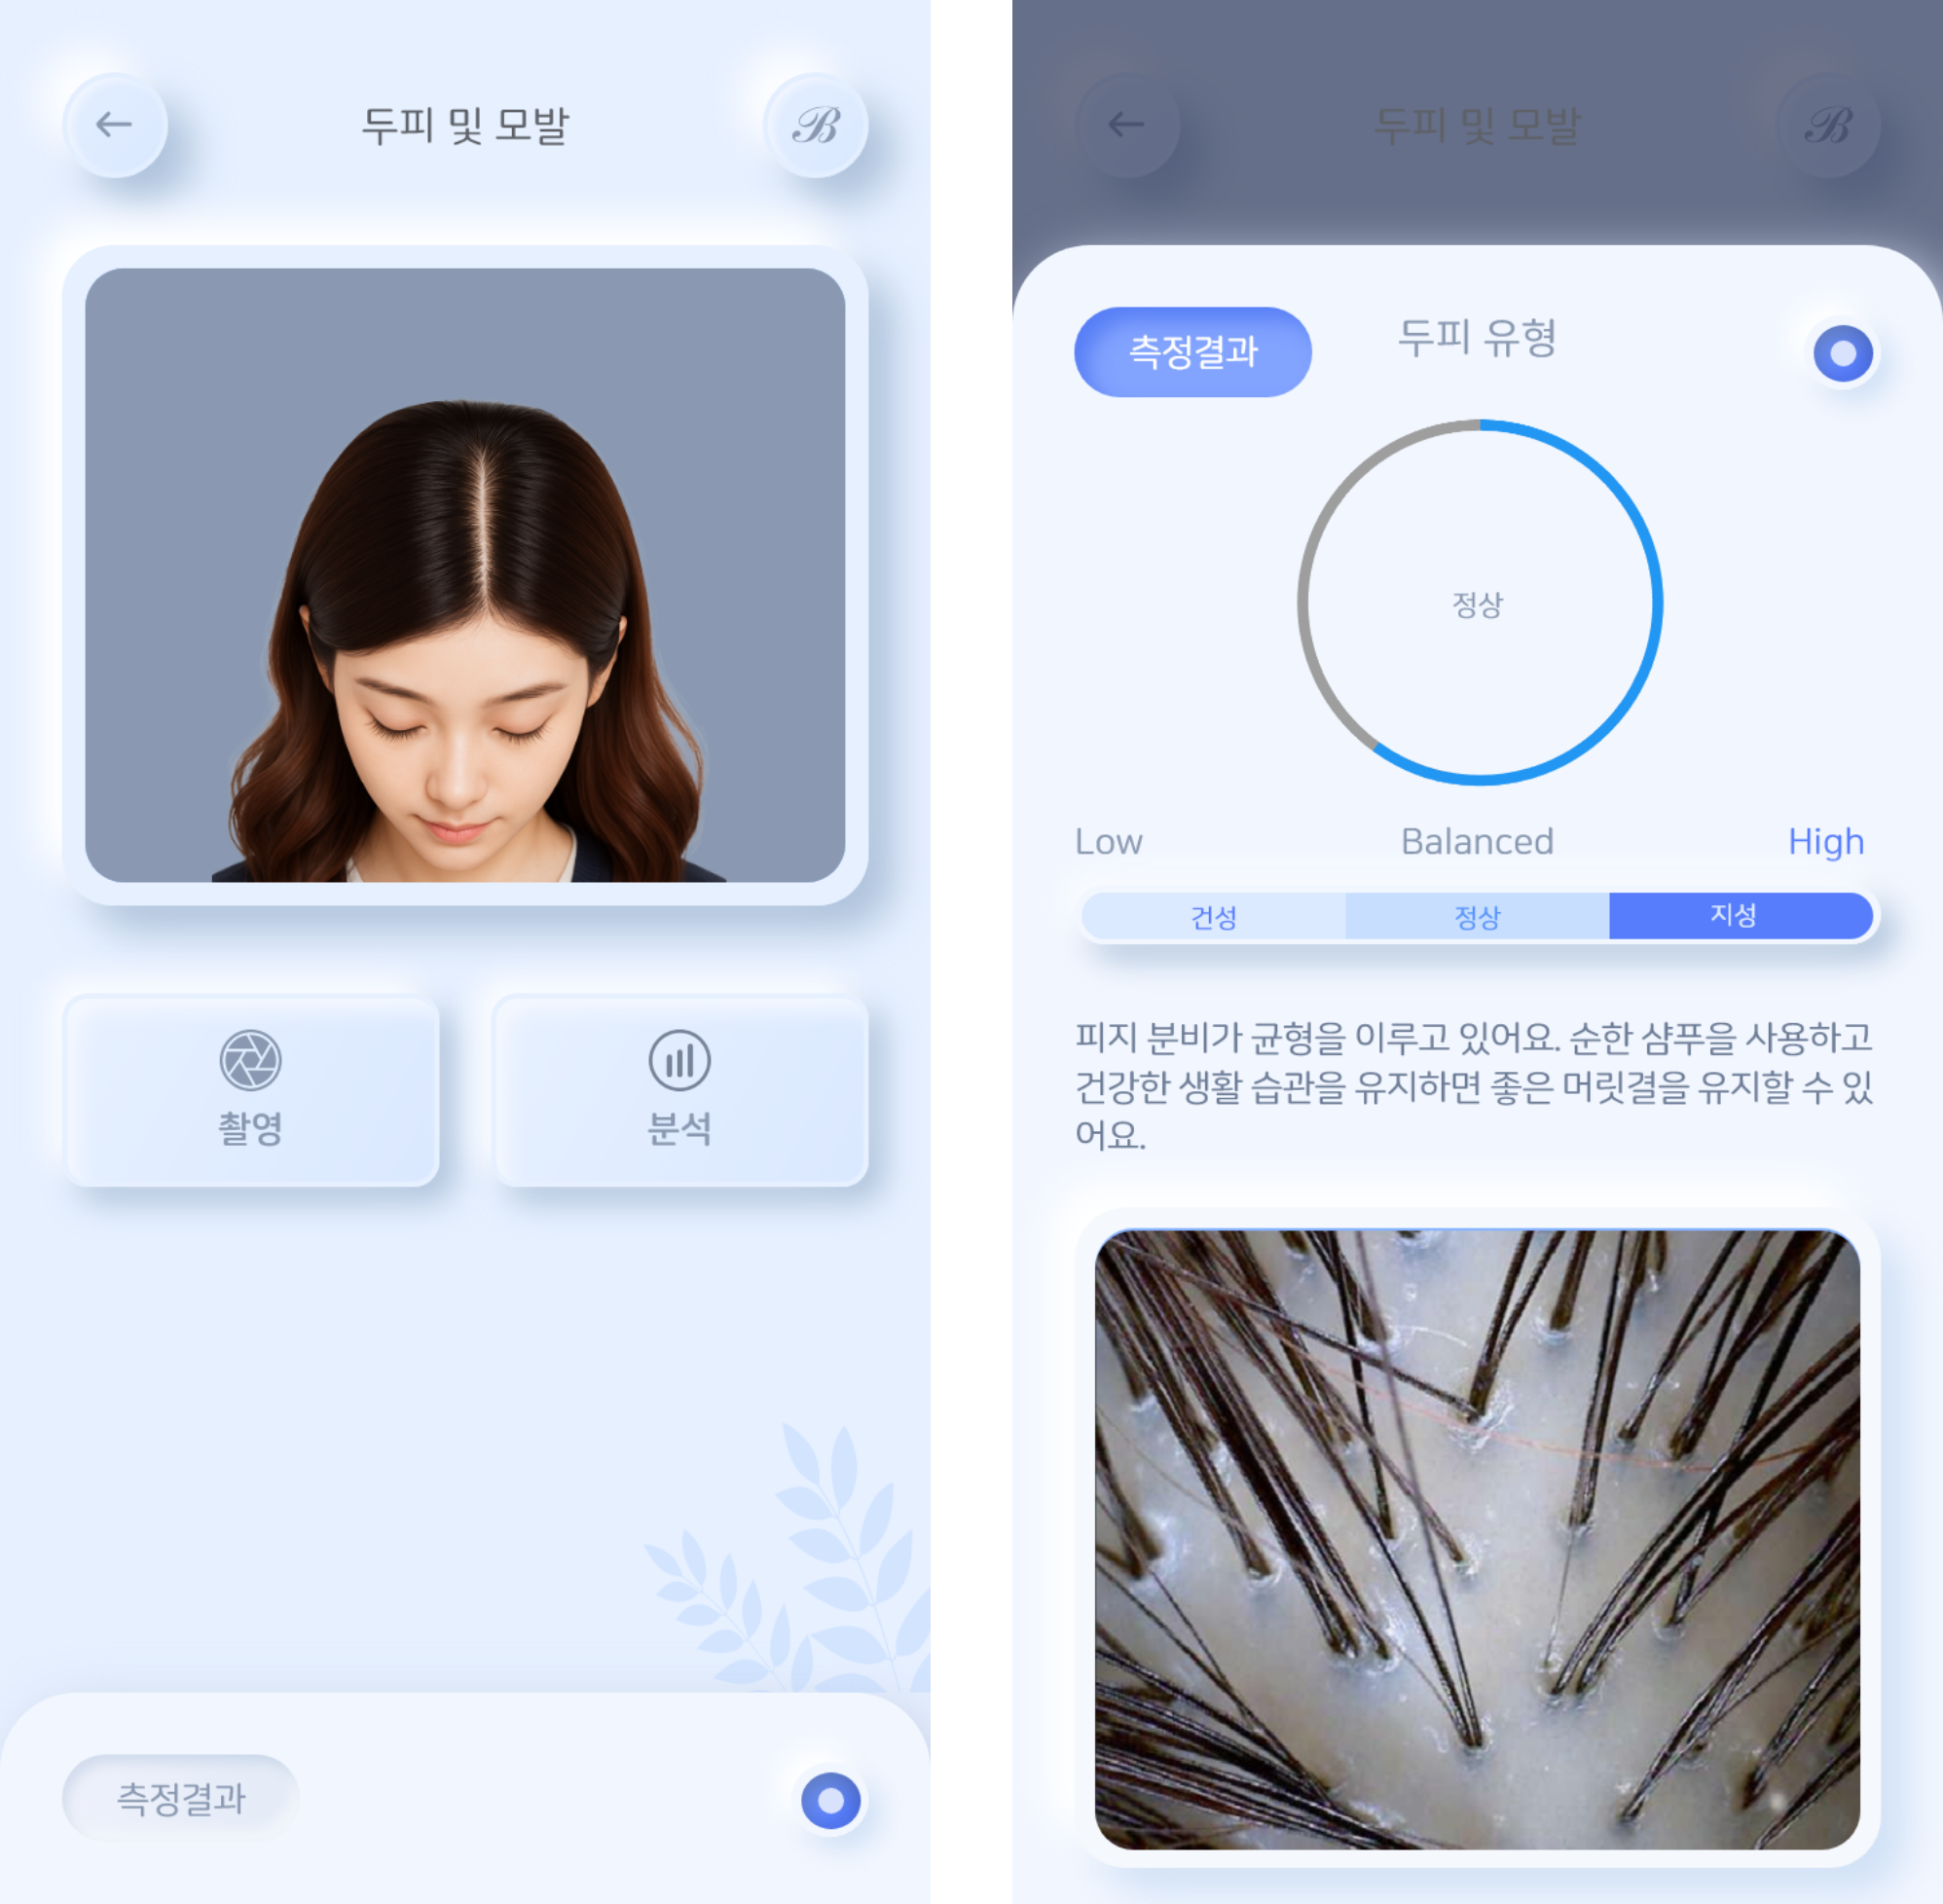 두피 및 모발
ℬ
촬영
분석
측정결과
두피 및 모발
ℬ
측정결과
두피 유형
정상
Low Balanced High
건성 정상 지성
피지 분비가 균형을 이루고 있어요. 순한 샴푸을 사용하고
건강한 생활 습관을 유지하면 좋은 머릿결을 유지할 수 있
어요.